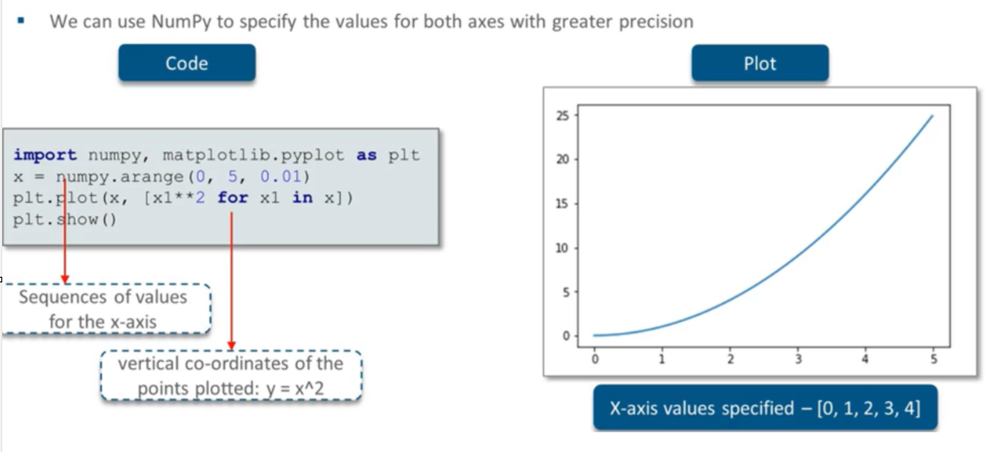 ▪ We can use NumPy to specify the values for both axes with greater precision
Code
Plot
import numpy, matplotlib.pyplot as plt
x = numpy.arange(0, 5, 0.01)
plt.plot(x, [x1**2 for x1 in x])
plt.show()
Sequences of values
for the x-axis
vertical co-ordinates of the
points plotted: y = x^2
25
20
15
10
5
0
0 1 2 3 4 5
X-axis values specified – [0, 1, 2, 3, 4]